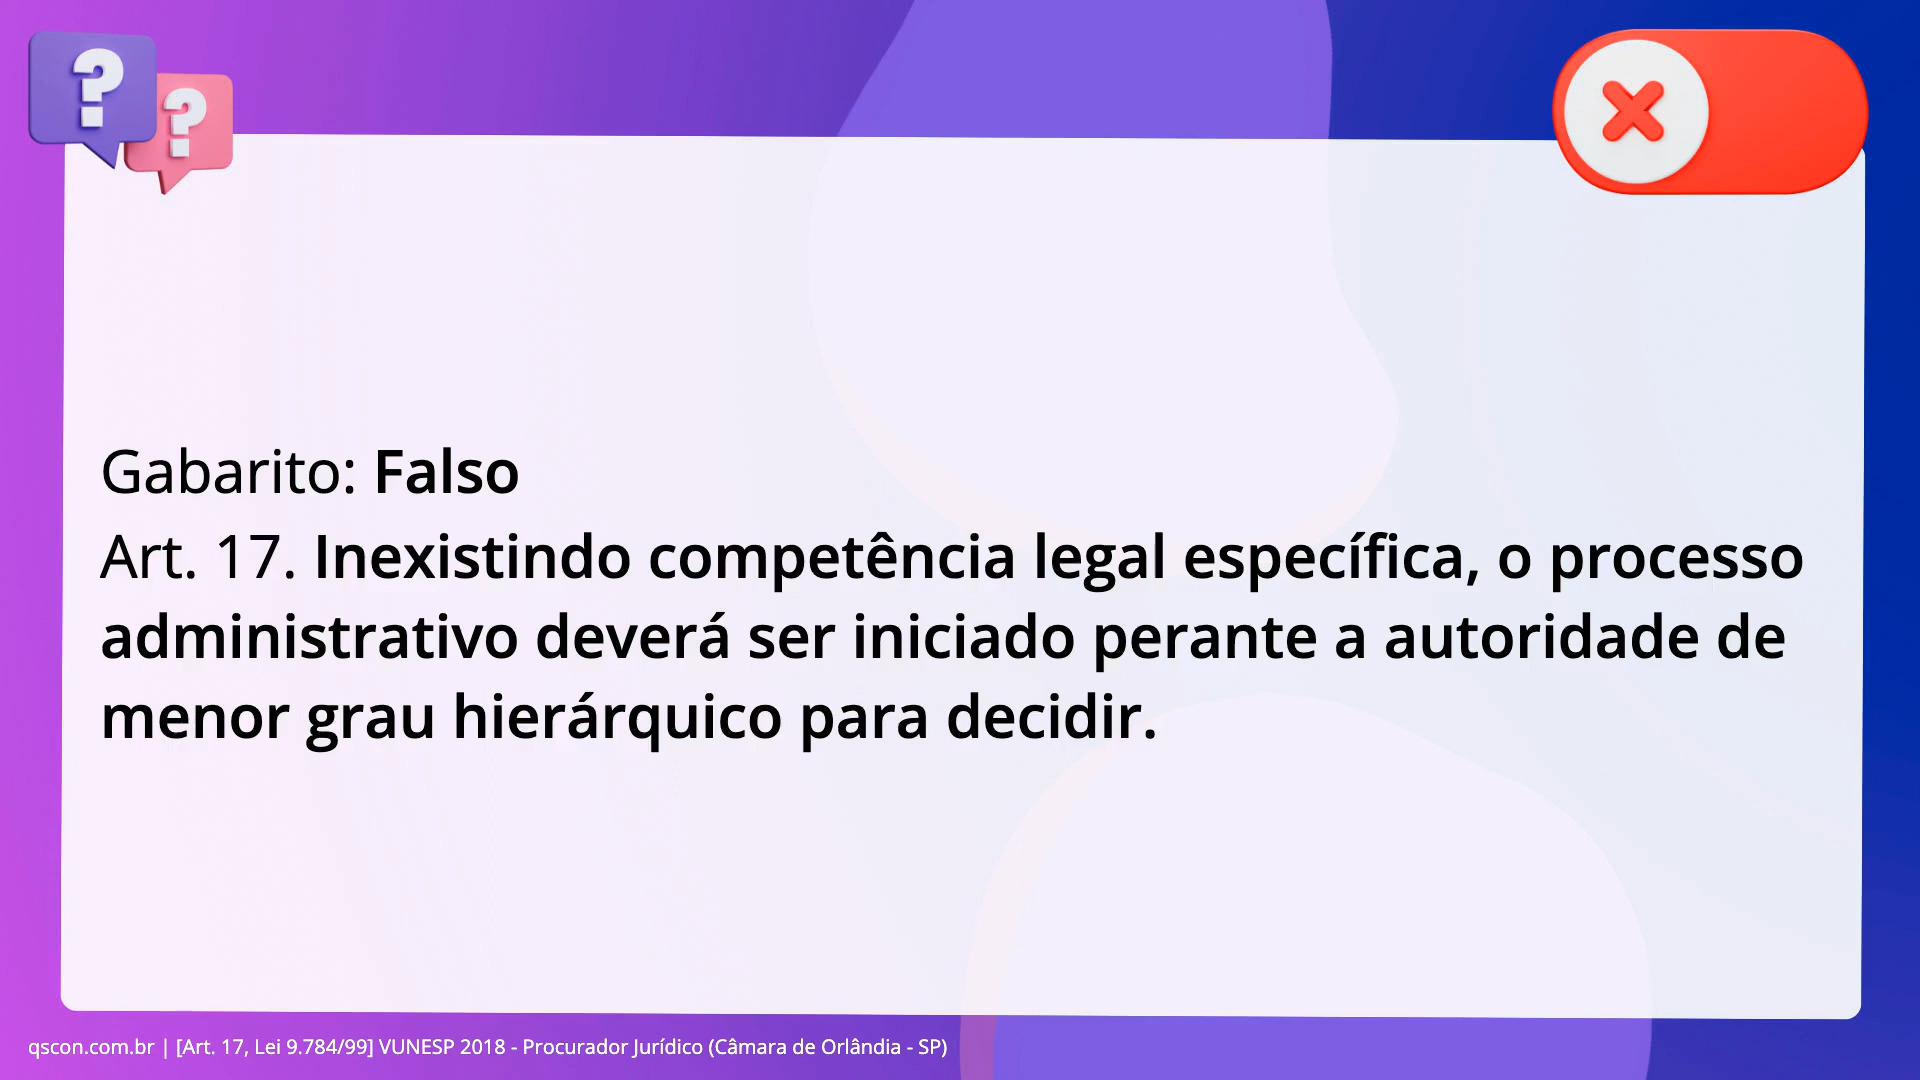 ?
?
Gabarito: Falso
Art. 17. Inexistindo competência legal específica, o processo
administrativo deverá ser iniciado perante a autoridade de
menor grau hierárquico para decidir.
qscon.com.br | [Art. 17, Lei 9.784/99] VUNESP 2018 - Procurador Jurídico (Câmara de Orlândia - SP)